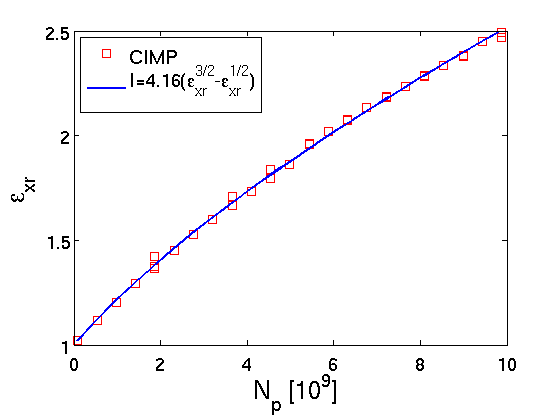 2.5
2
1.5
1
0
2
4
6
8
10
ε_xr
N_p [10^9]
CIMP
I=4.16(ε_xr^3/2-ε_xr^1/2)